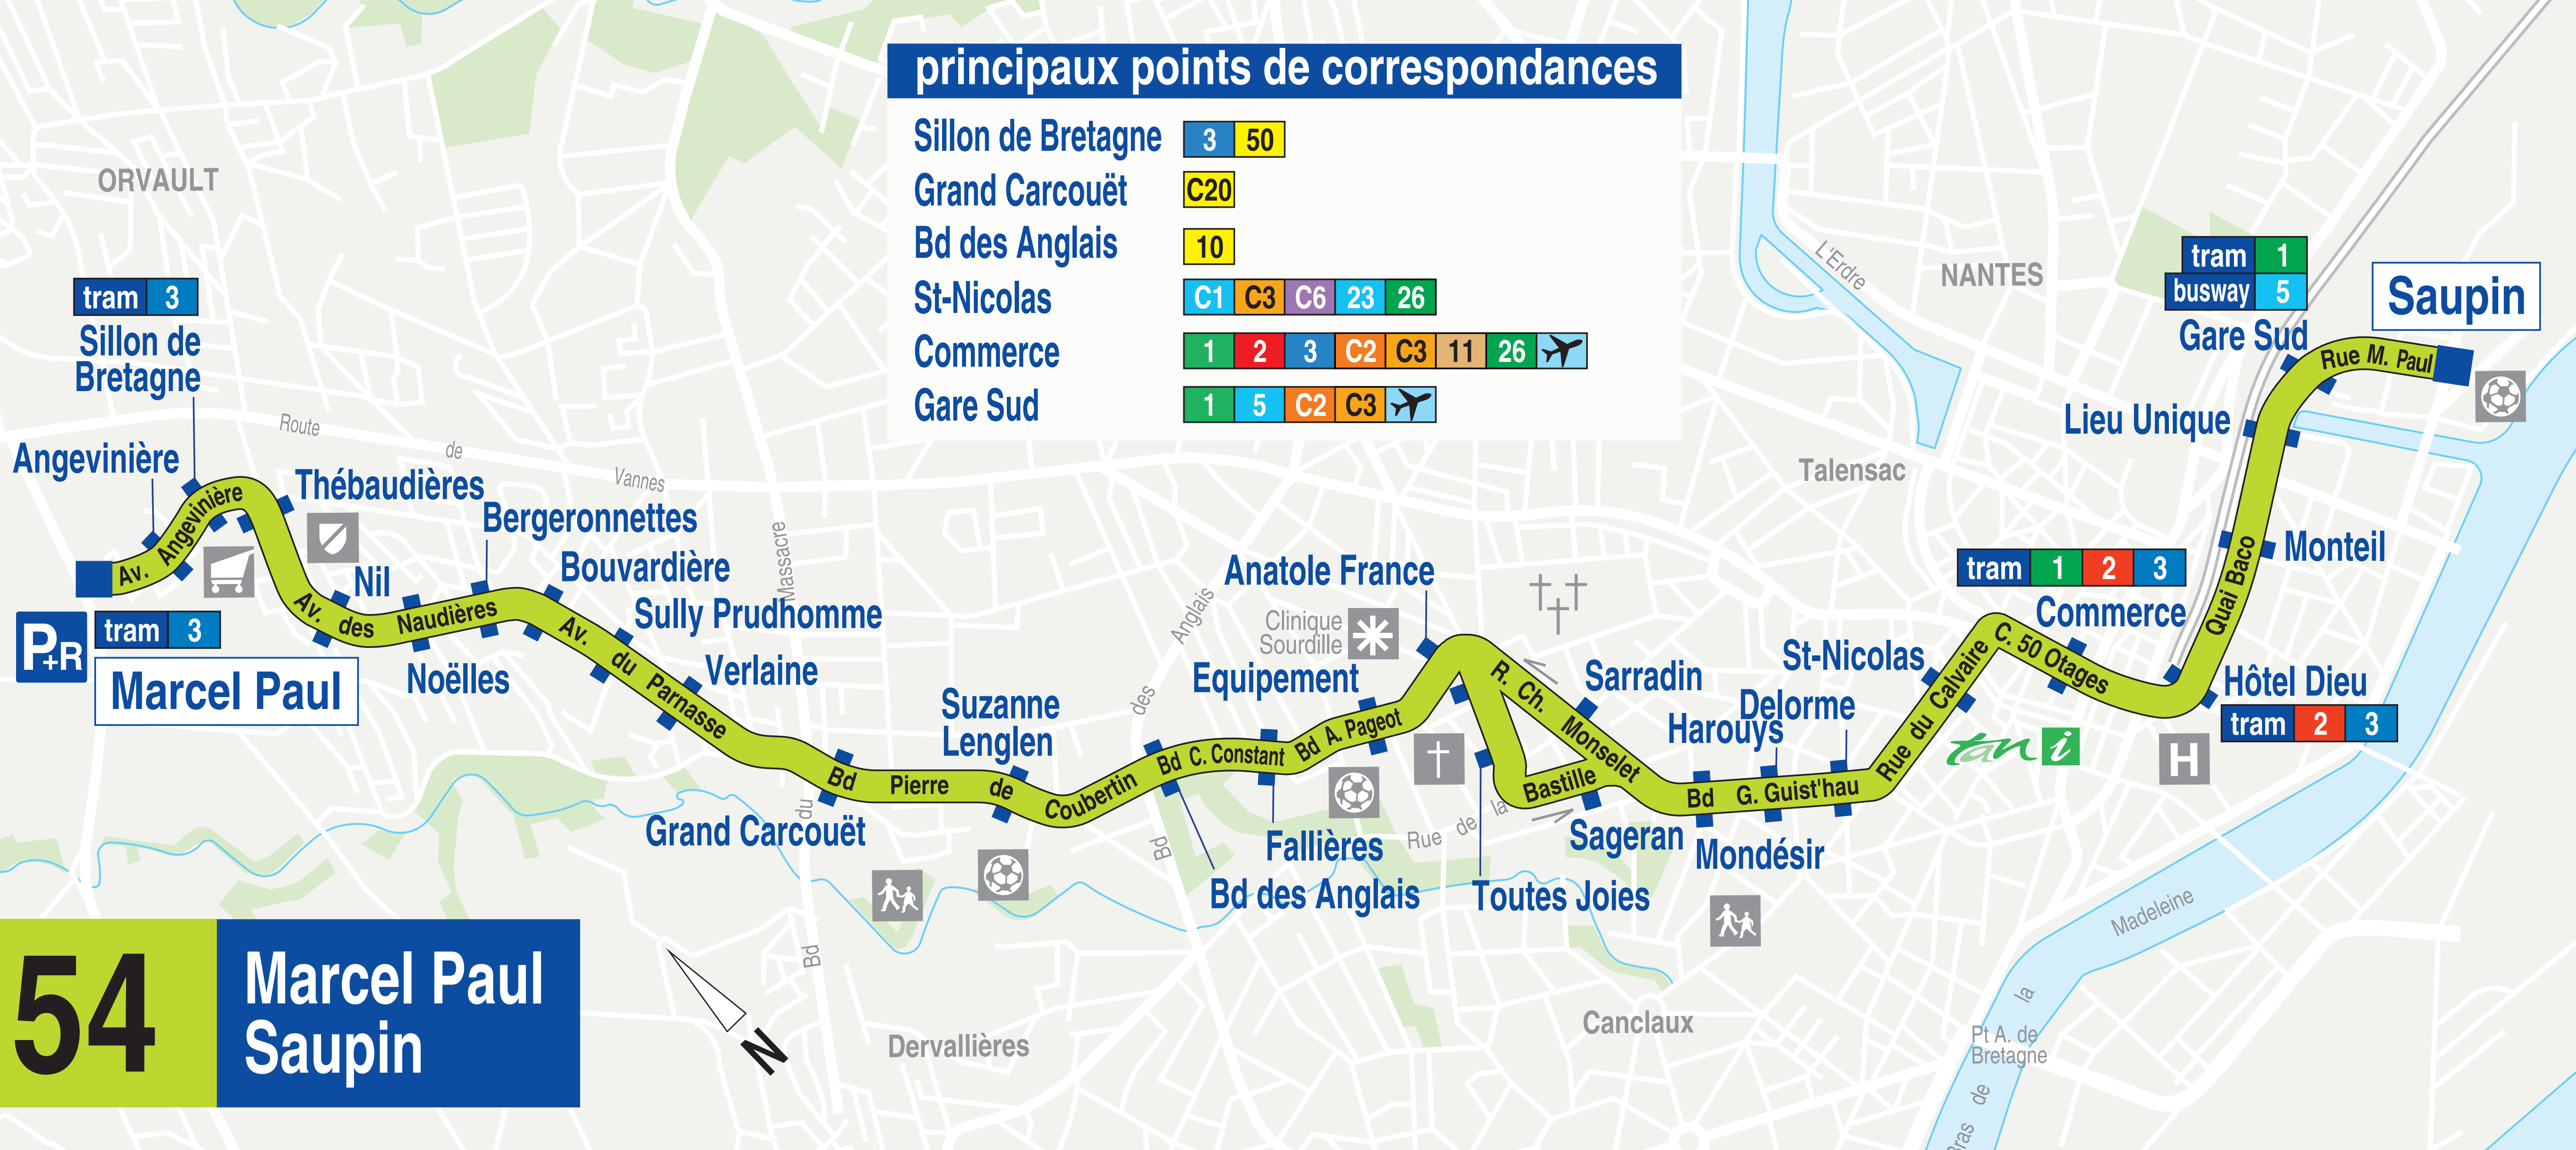 principaux points de correspondances
Sillon de Bretagne 3 50
Grand Carcouët C20
Bd des Anglais 10
St-Nicolas C1 C3 C6 23 26
Commerce 1 2 3 C2 C3 11 26
Gare Sud 1 5 C2 C3
ORVAULT
L'Erdre
NANTES
tram 1
busway 5
Gare Sud
Saupin
tram 3
Sillon de
Bretagne
Rue M. Paul
Lieu Unique
Route de Vannes
Angevinière
Talensac
Thébaudières
Av. Angevinière
Bergeronnettes
Bouvardière
Nil
Sully Prudhomme
Av. des Naudières
Noëlles
Verlaine
Av. du Parnasse
P+R
tram 3
Marcel Paul
Bd du Massacre
Anatole France
Clinique
Sourdille
Equipement
Bd des Anglais
Suzanne
Lenglen
Grand Carcouët
Bd Pierre de Coubertin
Bd C. Constant
Bd A. Pageot
R. Ch. Monselet
Sarradin
Bastille
Rue de la
Fallières
Bd des Anglais
Toutes Joies
Sageran
Harouys
Delorme
St-Nicolas
Bd G. Guist'hau
Mondésir
Rue du Calvaire
tram 1 2 3
Commerce
C. 50 Otages
Monteil
Quai Baco
Hôtel Dieu
tram 2 3
tan i
H
54
Marcel Paul
Saupin
N
Dervallières
Canclaux
Pt A. de
Bretagne
Bras de la Madeleine